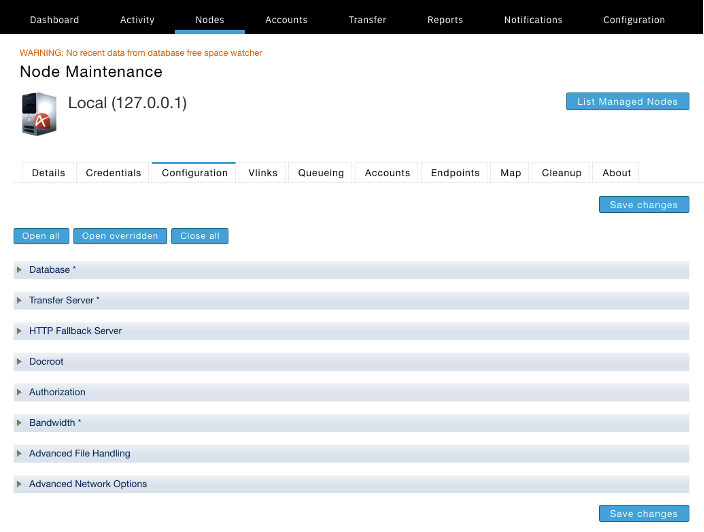 Dashboard Activity Nodes Accounts Transfer Reports Notifications Configuration
WARNING: No recent data from database free space watcher
Node Maintenance
Local (127.0.0.1)
List Managed Nodes
Details Credentials Configuration Vlinks Queueing Accounts Endpoints Map Cleanup About
Save changes
Open all Open overridden Close all
Database *
Transfer Server *
HTTP Fallback Server
Docroot
Authorization
Bandwidth *
Advanced File Handling
Advanced Network Options
Save changes